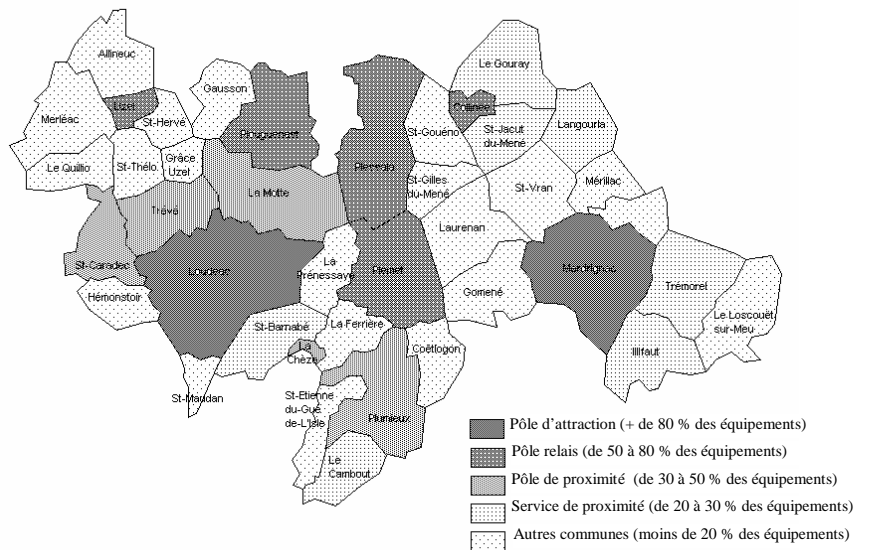 Allineuc
Le Gouray
Gausson
Uzel
Collinée
Merléac
St-Hervé
Plouguenast
Langourla
St-Gouéno
St-Jacut
du-Mené
Le Quillio
St-Thélo
Grâce
Uzel
Plessala
St-Gilles
du-Mené
St-Vran
Mérillac
La Motte
Trévé
Laurenan
St-Caradec
Loudeac
La
Prénessaye
Plemet
Merdrignac
Hémonstoir
Gomené
Trémorel
Le Loscouët
sur-Meu
St-Barnabé
La Ferrière
La
Chèze
Coëtlogon
Illifaut
St-Maudan
St-Etienne
du-Gué
de-L'Isle
Plumieux
Le
Cambout
Pôle d'attraction (+ de 80 % des équipements)
Pôle relais (de 50 à 80 % des équipements)
Pôle de proximité (de 30 à 50 % des équipements)
Service de proximité (de 20 à 30 % des équipements)
Autres communes (moins de 20 % des équipements)